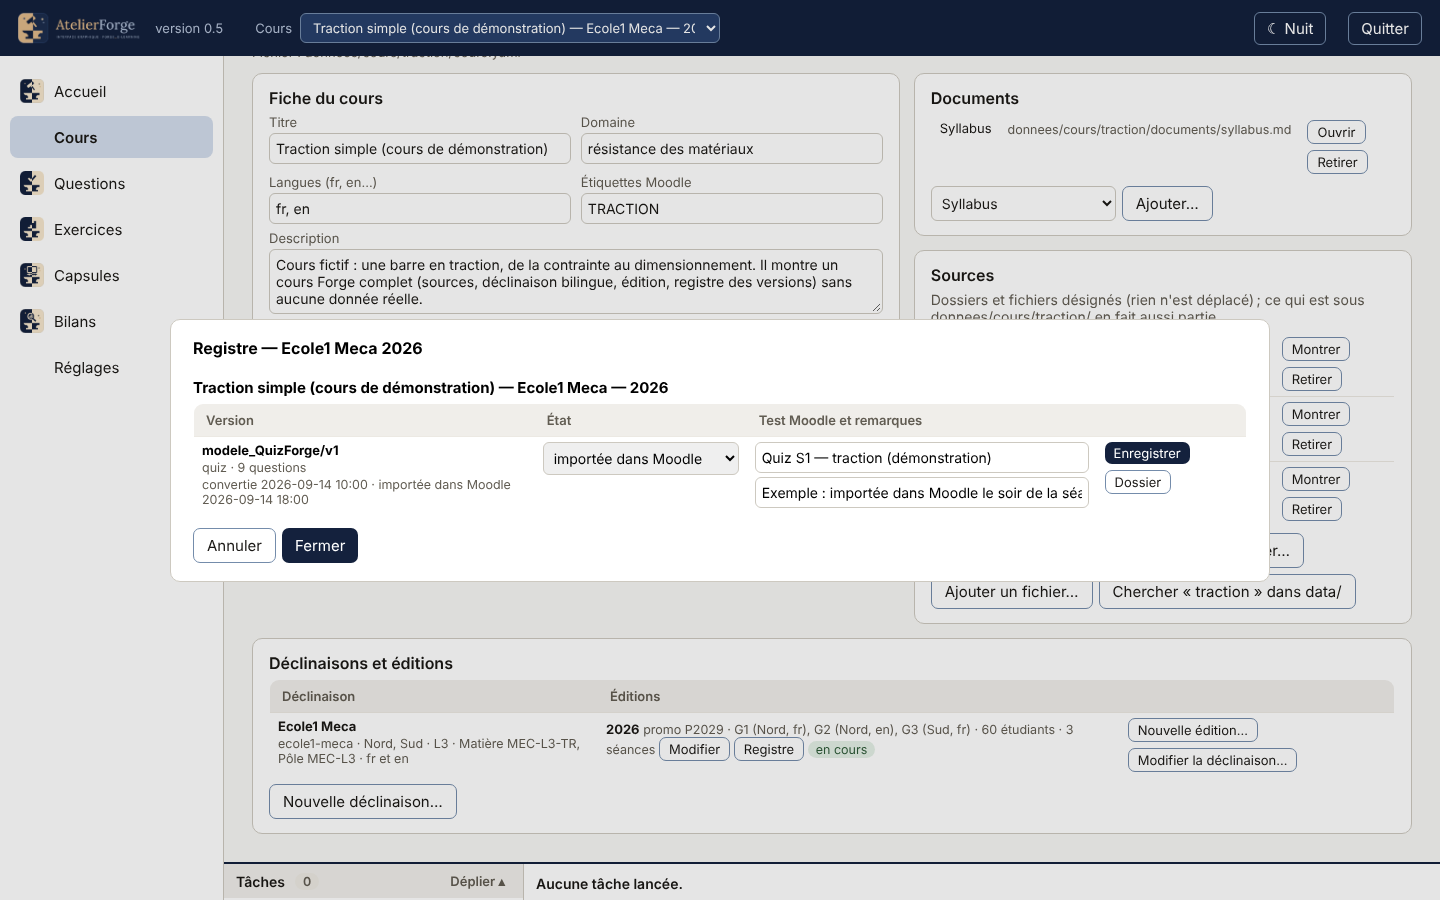 AtelierForge
version 0.5
Cours
Traction simple (cours de démonstration) — Ecole1 Meca — 20
☾ Nuit
Quitter
Accueil
Cours
Questions
Exercices
Capsules
Bilans
Réglages
Fiche du cours
Titre
Domaine
Traction simple (cours de démonstration)
résistance des matériaux
Langues (fr, en...)
Étiquettes Moodle
fr, en
TRACTION
Description
Cours fictif : une barre en traction, de la contrainte au dimensionnement. Il montre un
cours Forge complet (sources, déclinaison bilingue, édition, registre des versions) sans
aucune donnée réelle.
Documents
Syllabus
donnees/cours/traction/documents/syllabus.md
Ouvrir
Retirer
Syllabus
Ajouter...
Sources
Dossiers et fichiers désignés (rien n'est déplacé) ; ce qui est sous
donnees/cours/traction/ en fait aussi partie.
Montrer
Retirer
Montrer
Retirer
Montrer
Retirer
er...
Ajouter un fichier...
Chercher « traction » dans data/
Registre — Ecole1 Meca 2026
Traction simple (cours de démonstration) — Ecole1 Meca — 2026
Version
État
Test Moodle et remarques
modele_QuizForge/v1
quiz · 9 questions
convertie 2026-09-14 10:00 · importée dans Moodle
2026-09-14 18:00
importée dans Moodle
Quiz S1 — traction (démonstration)
Exemple : importée dans Moodle le soir de la séa
Enregistrer
Dossier
Annuler
Fermer
Déclinaisons et éditions
Déclinaison
Éditions
Ecole1 Meca
ecole1-meca · Nord, Sud · L3 · Matière MEC-L3-TR,
Pôle MEC-L3 · fr et en
2026 promo P2029 · G1 (Nord, fr), G2 (Nord, en), G3 (Sud, fr) · 60 étudiants · 3
séances Modifier Registre en cours
Nouvelle édition...
Modifier la déclinaison...
Nouvelle déclinaison...
Tâches 0
Déplier ▴
Aucune tâche lancée.